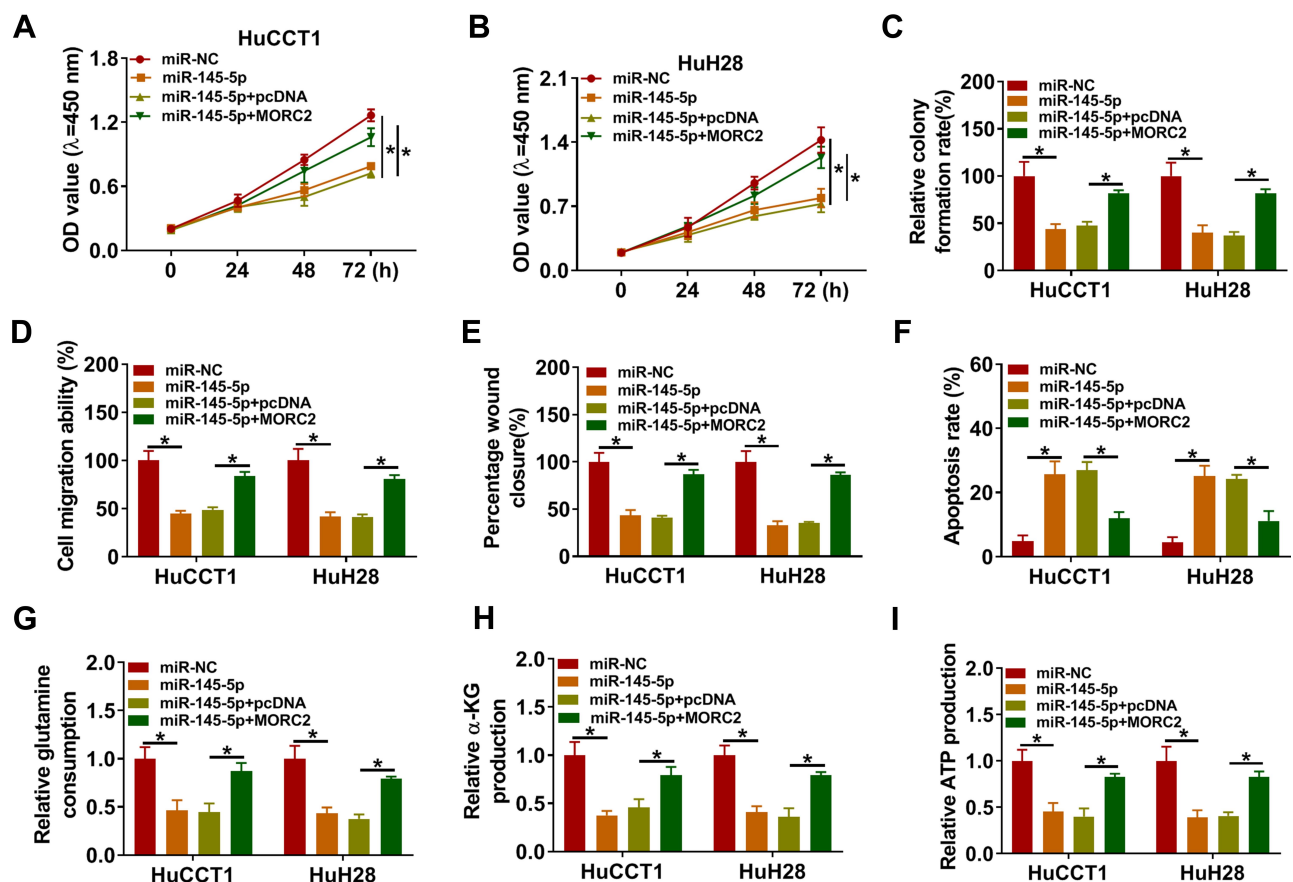 A
HuCCT1
OD value (λ=450 nm)
1.8
1.2
0.6
0.0
miR-NC
miR-145-5p
miR-145-5p+pcDNA
miR-145-5p+MORC2
*
*
0 24 48 72 (h)
B
HuH28
OD value (λ=450 nm)
2.1
1.4
0.7
0.0
miR-NC
miR-145-5p
miR-145-5p+pcDNA
miR-145-5p+MORC2
*
*
0 24 48 72 (h)
C
Relative colony
formation rate(%)
200
150
100
50
0
miR-NC
miR-145-5p
miR-145-5p+pcDNA
miR-145-5p+MORC2
* * * *
HuCCT1 HuH28
D
Cell migration ability (%)
200
150
100
50
0
miR-NC
miR-145-5p
miR-145-5p+pcDNA
miR-145-5p+MORC2
* * * *
HuCCT1 HuH28
E
Percentage wound
closure(%)
200
150
100
50
0
miR-NC
miR-145-5p
miR-145-5p+pcDNA
miR-145-5p+MORC2
* * * *
HuCCT1 HuH28
F
Apoptosis rate (%)
60
40
20
0
miR-NC
miR-145-5p
miR-145-5p+pcDNA
miR-145-5p+MORC2
* * * *
HuCCT1 HuH28
G
Relative glutamine
consumption
2.0
1.5
1.0
0.5
0.0
miR-NC
miR-145-5p
miR-145-5p+pcDNA
miR-145-5p+MORC2
* * * *
HuCCT1 HuH28
H
Relative α-KG
production
2.0
1.5
1.0
0.5
0.0
miR-NC
miR-145-5p
miR-145-5p+pcDNA
miR-145-5p+MORC2
* * * *
HuCCT1 HuH28
I
Relative ATP production
2.0
1.5
1.0
0.5
0.0
miR-NC
miR-145-5p
miR-145-5p+pcDNA
miR-145-5p+MORC2
* * * *
HuCCT1 HuH28